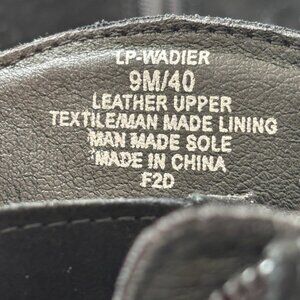 LP-WADIER
9M/40
LEATHER UPPER
TEXTILE/MAN MADE LINING
MAN MADE SOLE
MADE IN CHINA
F2D